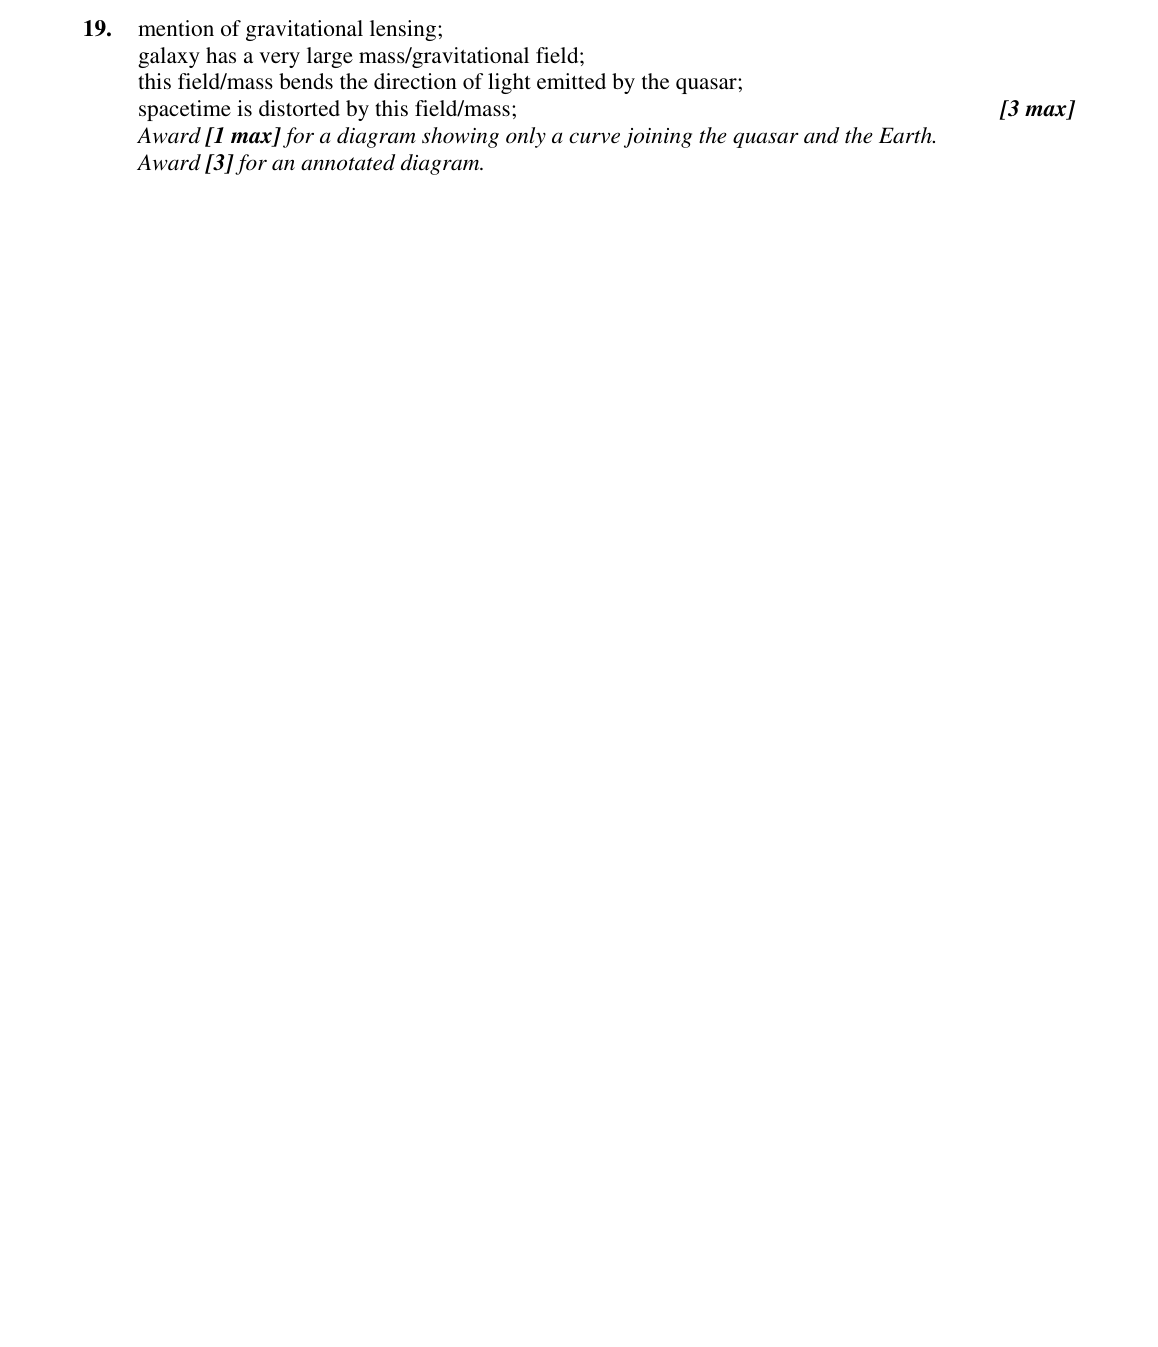 19. mention of gravitational lensing;
galaxy has a very large mass/gravitational field;
this field/mass bends the direction of light emitted by the quasar;
spacetime is distorted by this field/mass; [3 max]
Award [1 max] for a diagram showing only a curve joining the quasar and the Earth.
Award [3] for an annotated diagram.